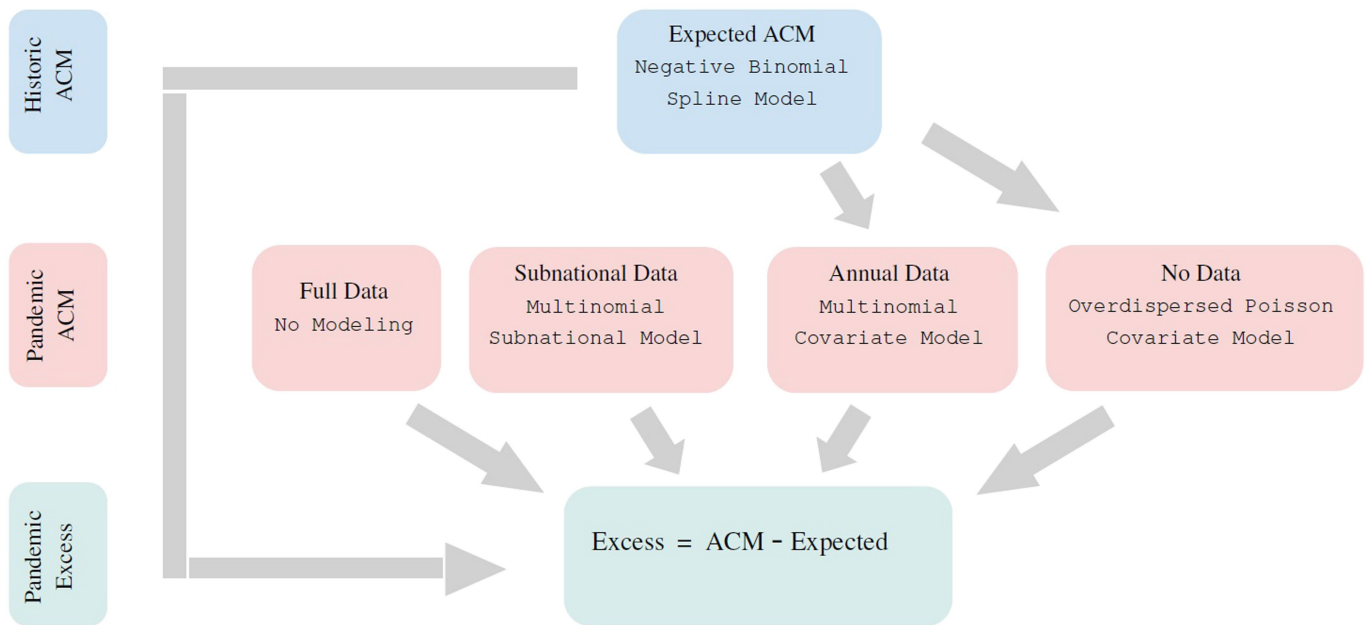 Historic
ACM
Expected ACM
Negative Binomial
Spline Model
Pandemic
ACM
Full Data
No Modeling
Subnational Data
Multinomial
Subnational Model
Annual Data
Multinomial
Covariate Model
No Data
Overdispersed Poisson
Covariate Model
Pandemic
Excess
Excess = ACM - Expected